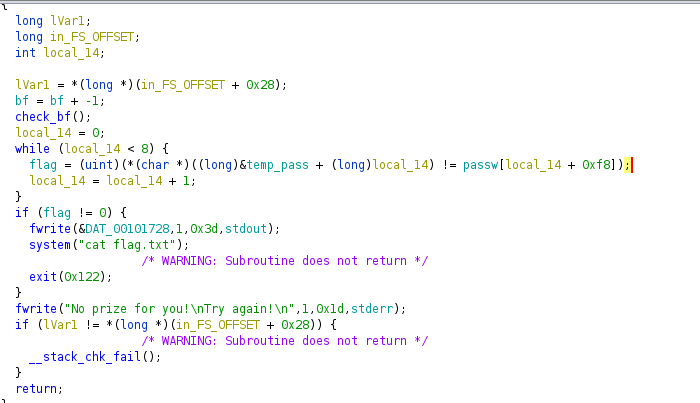 {
long lVar1;
long in_FS_OFFSET;
int local_14;
lVar1 = *(long *)(in_FS_OFFSET + 0x28);
bf = bf + -1;
check_bf();
local_14 = 0;
while (local_14 < 8) {
flag = (uint)(*(char *)((long)&temp_pass + (long)local_14) != passw[local_14 + 0xf8]);
local_14 = local_14 + 1;
}
if (flag != 0) {
fwrite(&DAT_00101728,1,0x3d,stdout);
system("cat flag.txt");
/* WARNING: Subroutine does not return */
exit(0x122);
}
fwrite("No prize for you!\nTry again!\n",1,0x1d,stderr);
if (lVar1 != *(long *)(in_FS_OFFSET + 0x28)) {
/* WARNING: Subroutine does not return */
__stack_chk_fail();
}
return;
}